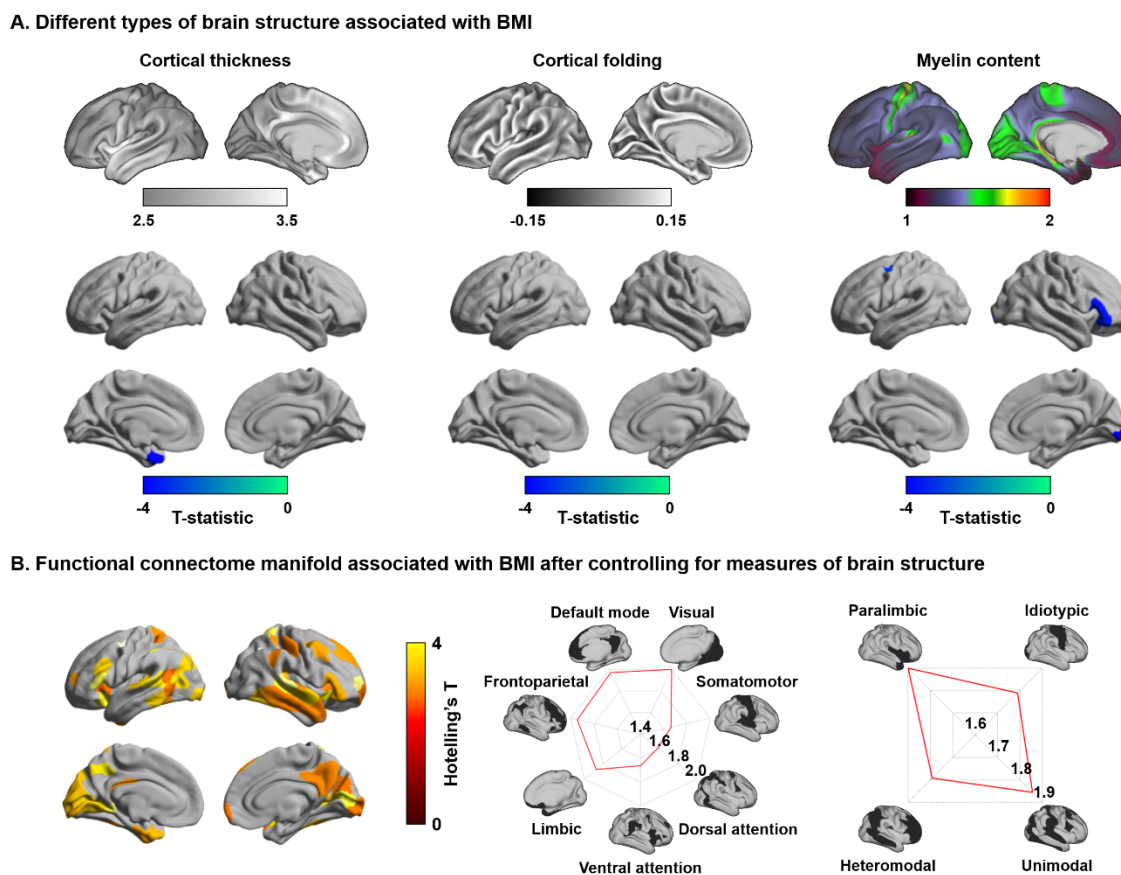 A. Different types of brain structure associated with BMI
Cortical thickness
Cortical folding
Myelin content
2.5 3.5
-0.15 0.15
1 2
-4 0
T-statistic
-4 0
T-statistic
-4 0
T-statistic
B. Functional connectome manifold associated with BMI after controlling for measures of brain structure
4
Hotelling's T
0
Default mode
Visual
Frontoparietal
Somatomotor
1.4
1.6
1.8
2.0
Limbic
Dorsal attention
Ventral attention
Paralimbic
Idiotypic
1.6
1.7
1.8
1.9
Heteromodal
Unimodal